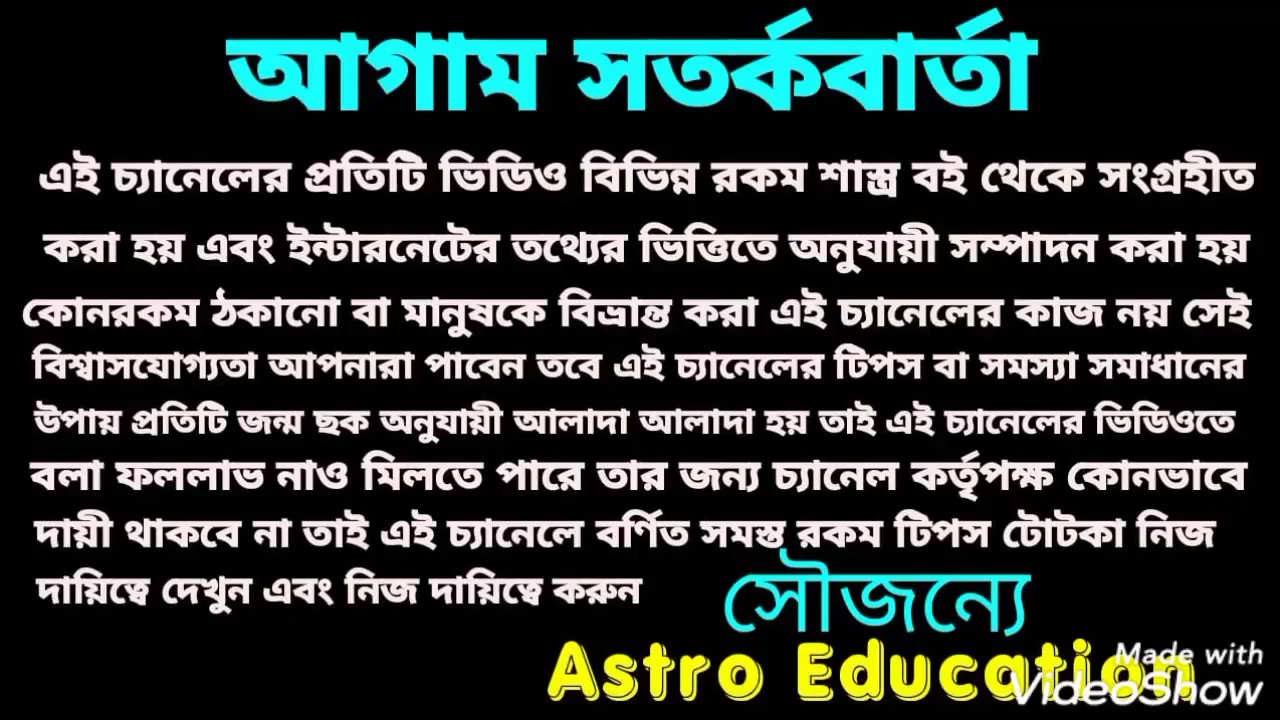 আগাম সতর্কবার্তা
এই চ্যানেলের প্রতিটি ভিডিও বিভিন্ন রকম শাস্ত্র বই থেকে সংগ্রহীত
করা হয় এবং ইন্টারনেটের তথ্যের ভিত্তিতে অনুযায়ী সম্পাদন করা হয়
কোনরকম ঠকানো বা মানুষকে বিভ্রান্ত করা এই চ্যানেলের কাজ নয় সেই
বিশ্বাসযোগ্যতা আপনারা পাবেন তবে এই চ্যানেলের টিপস বা সমস্যা সমাধানের
উপায় প্রতিটি জন্ম ছক অনুযায়ী আলাদা আলাদা হয় তাই এই চ্যানেলের ভিডিওতে
বলা ফললাভ নাও মিলতে পারে তার জন্য চ্যানেল কর্তৃপক্ষ কোনভাবে
দায়ী থাকবে না তাই এই চ্যানেলে বর্ণিত সমস্ত রকম টিপস টোটকা নিজ
দায়িত্বে দেখুন এবং নিজ দায়িত্বে করুন
সৌজন্যে
Astro Education
Made with
VideoShow